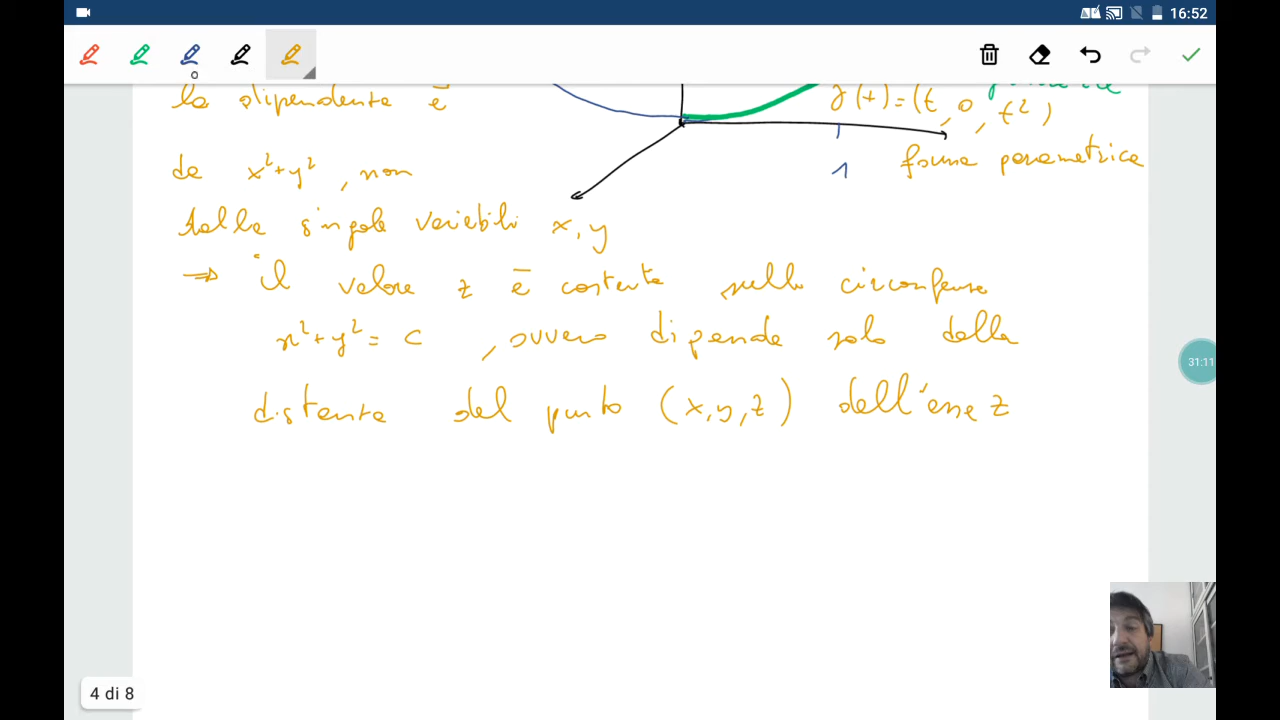 16:52
la dipendente è
γ(t)=(t, 0, t²)
1
forma parametrica
da x²+y², non
dalle singole variabili x, y
⇒ il valore z è costante sulle circonferenze
x²+y² = c, ovvero dipende solo dalla
distanza del punto (x,y,z) dall'asse z
31:11
4 di 8